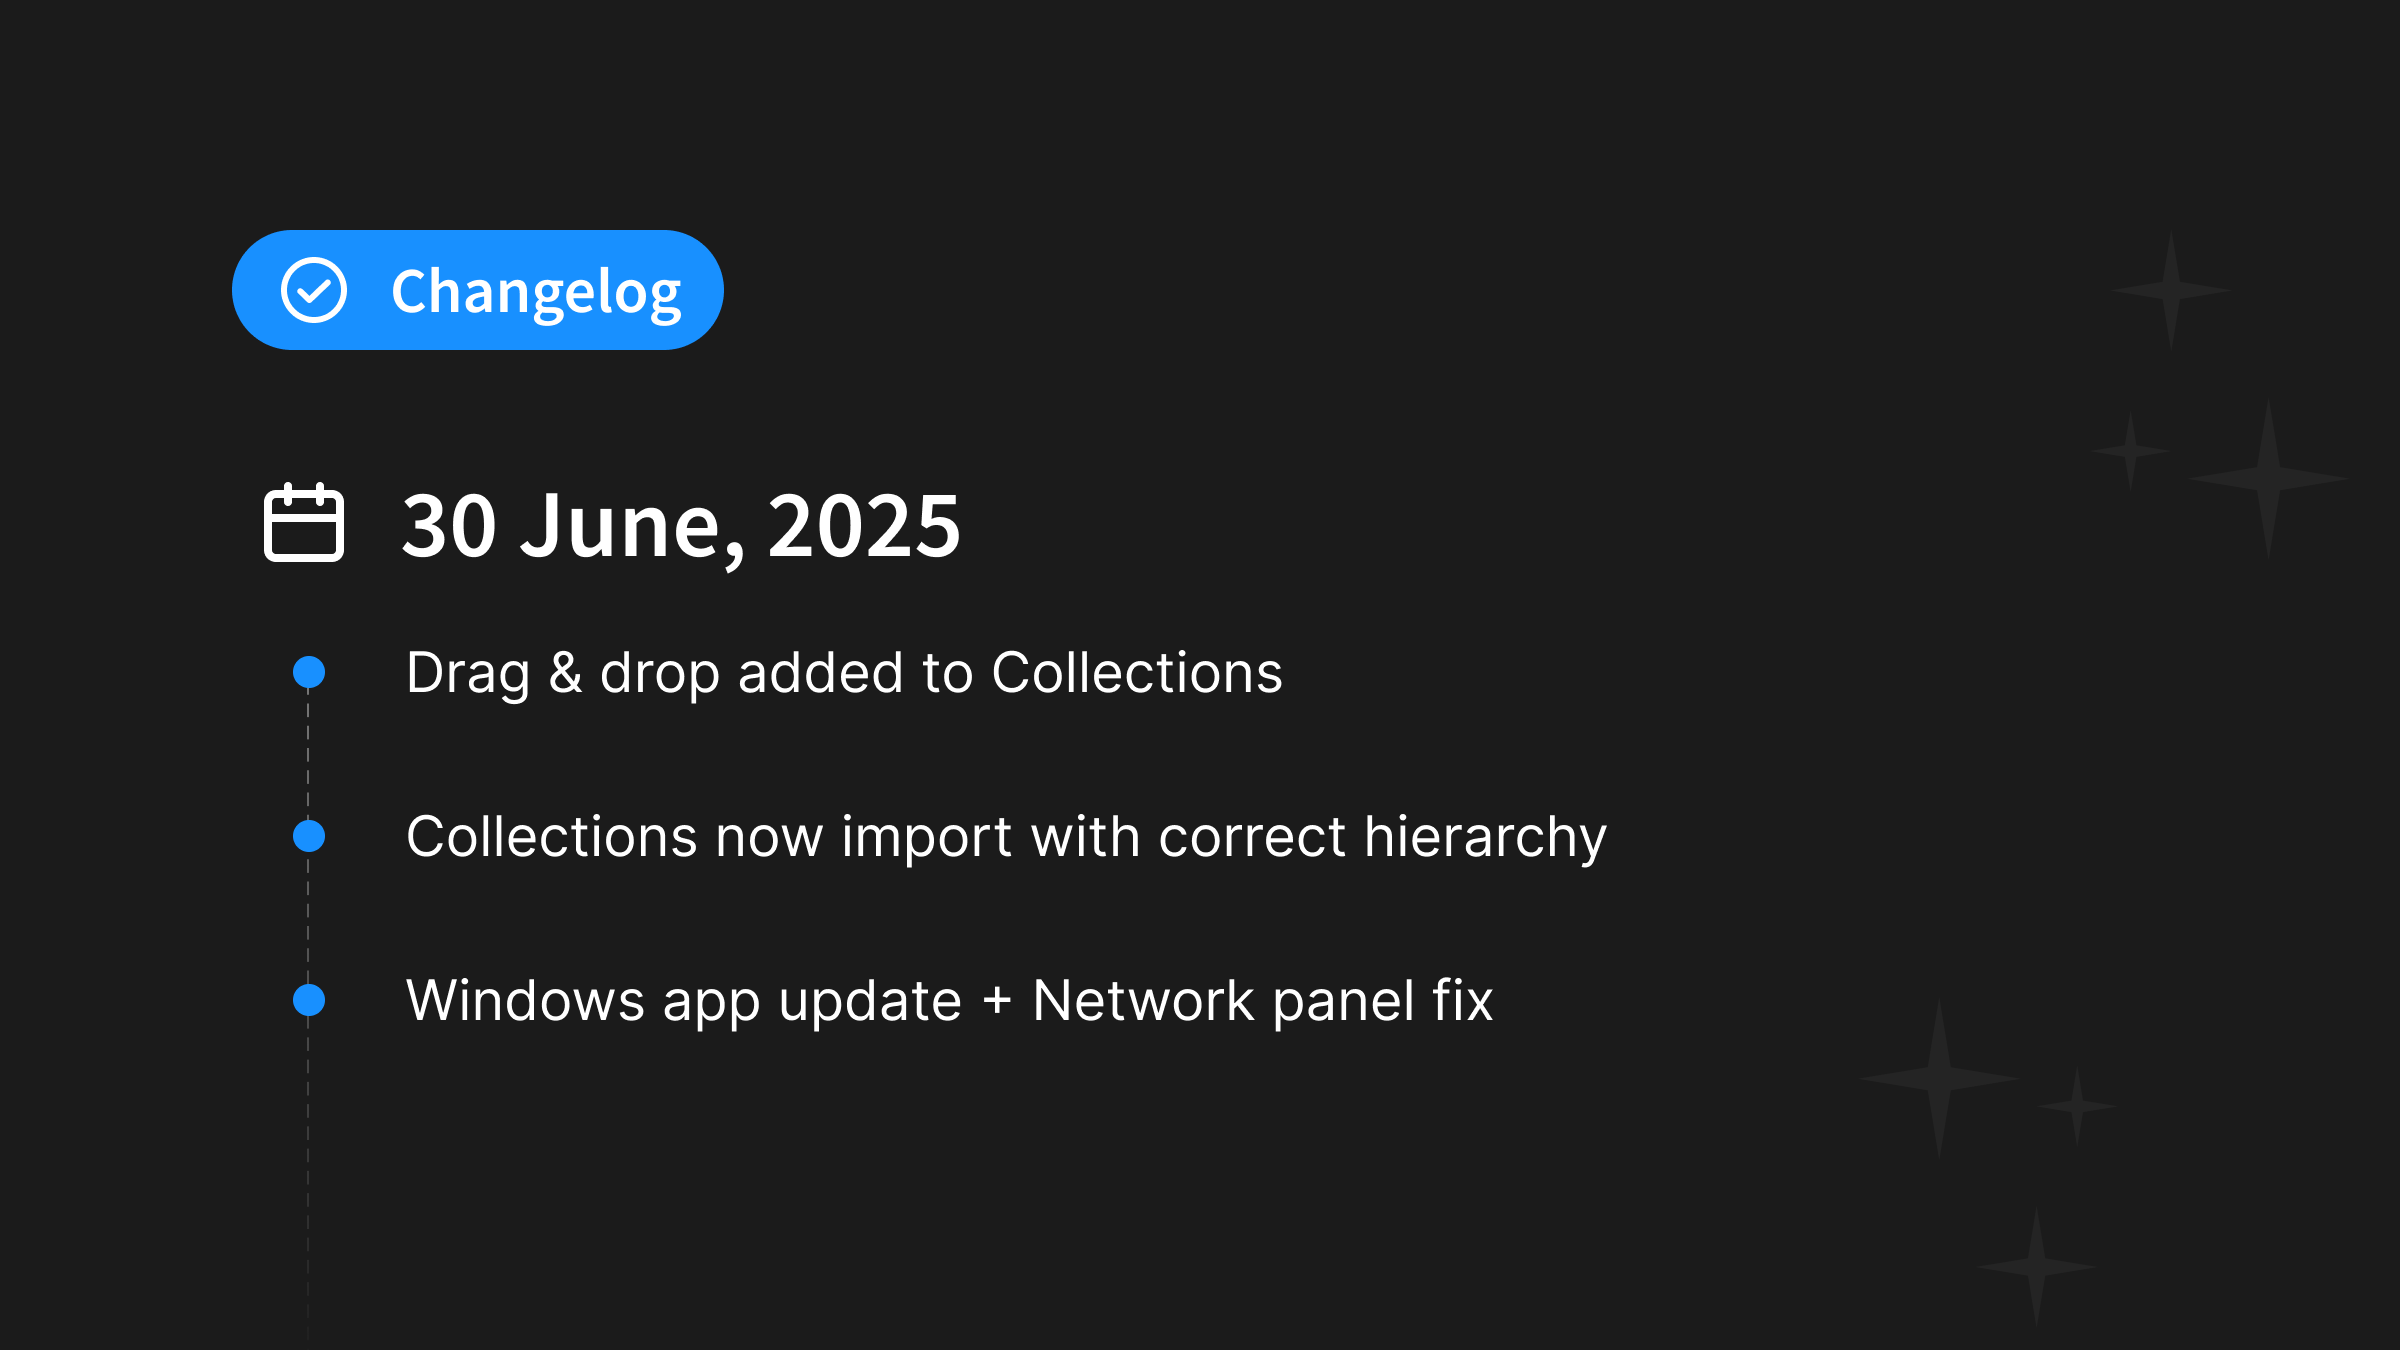 Changelog
30 June, 2025
Drag & drop added to Collections
Collections now import with correct hierarchy
Windows app update + Network panel fix